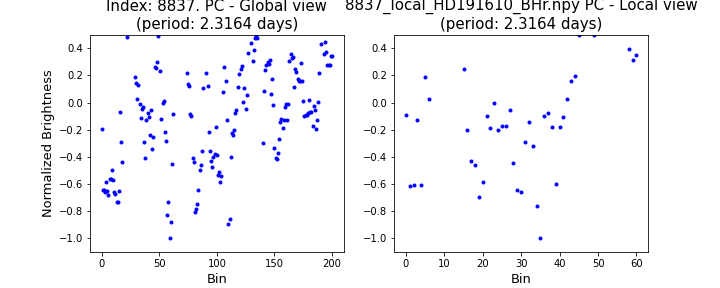 Index: 8837. PC - Global view
(period: 2.3164 days)
8837_local_HD191610_BHr.npy PC - Local view
(period: 2.3164 days)
Normalized Brightness
0.4
0.2
0.0
−0.2
−0.4
−0.6
−0.8
−1.0
0 50 100 150 200
Bin
0.4
0.2
0.0
−0.2
−0.4
−0.6
−0.8
−1.0
0 10 20 30 40 50 60
Bin